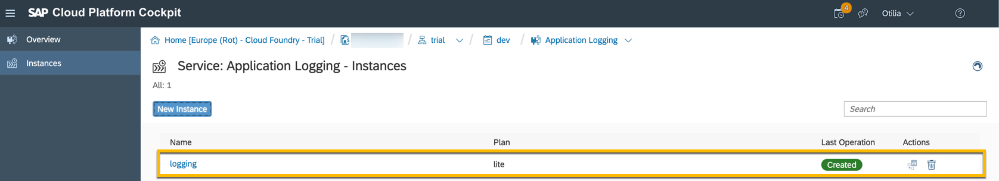 SAP Cloud Platform Cockpit
4
Otilia
Overview
Instances
Home [Europe (Rot) - Cloud Foundry - Trial] / / trial / dev / Application Logging
Service: Application Logging - Instances
All: 1
New Instance
Search
Name Plan Last Operation Actions
logging lite Created